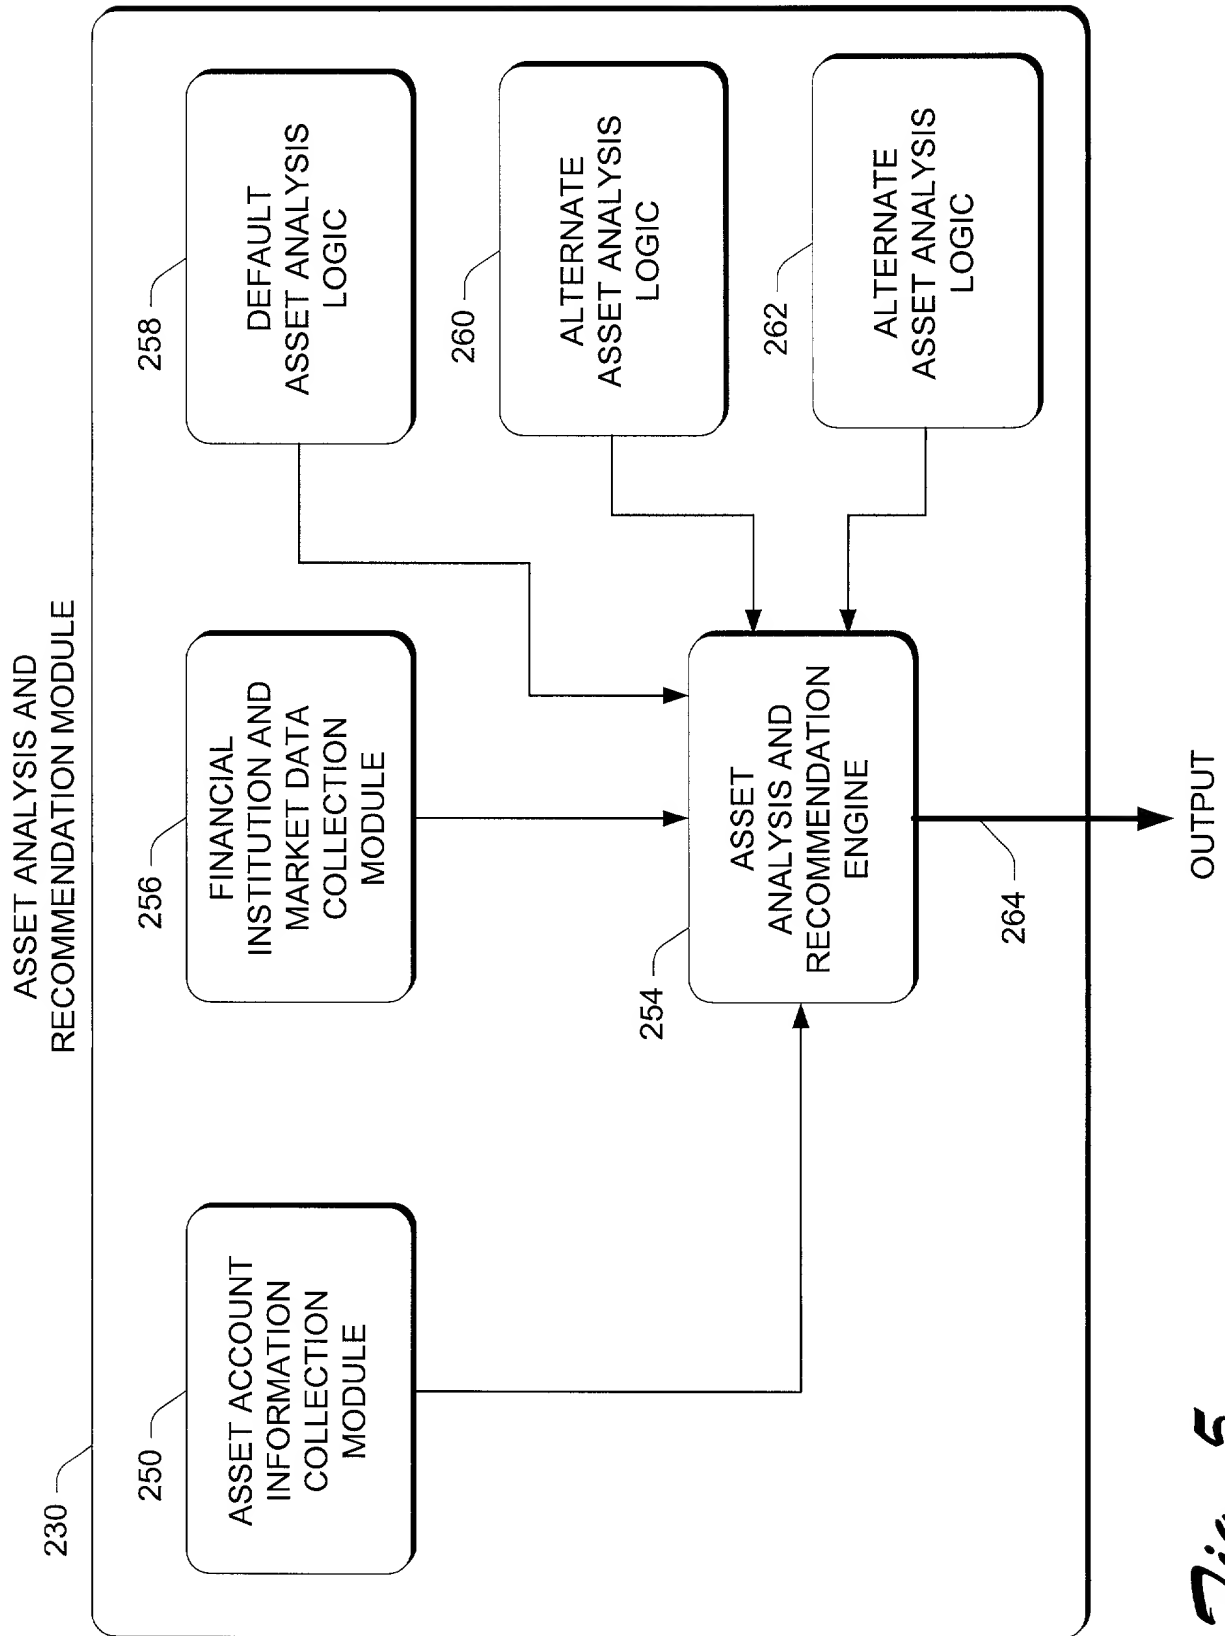 ASSET ANALYSIS AND
RECOMMENDATION MODULE
230
250
ASSET ACCOUNT
INFORMATION
COLLECTION
MODULE
256
FINANCIAL
INSTITUTION AND
MARKET DATA
COLLECTION
MODULE
258
DEFAULT
ASSET ANALYSIS
LOGIC
260
ALTERNATE
ASSET ANALYSIS
LOGIC
262
ALTERNATE
ASSET ANALYSIS
LOGIC
254
ASSET
ANALYSIS AND
RECOMMENDATION
ENGINE
264
OUTPUT
Fig. 5